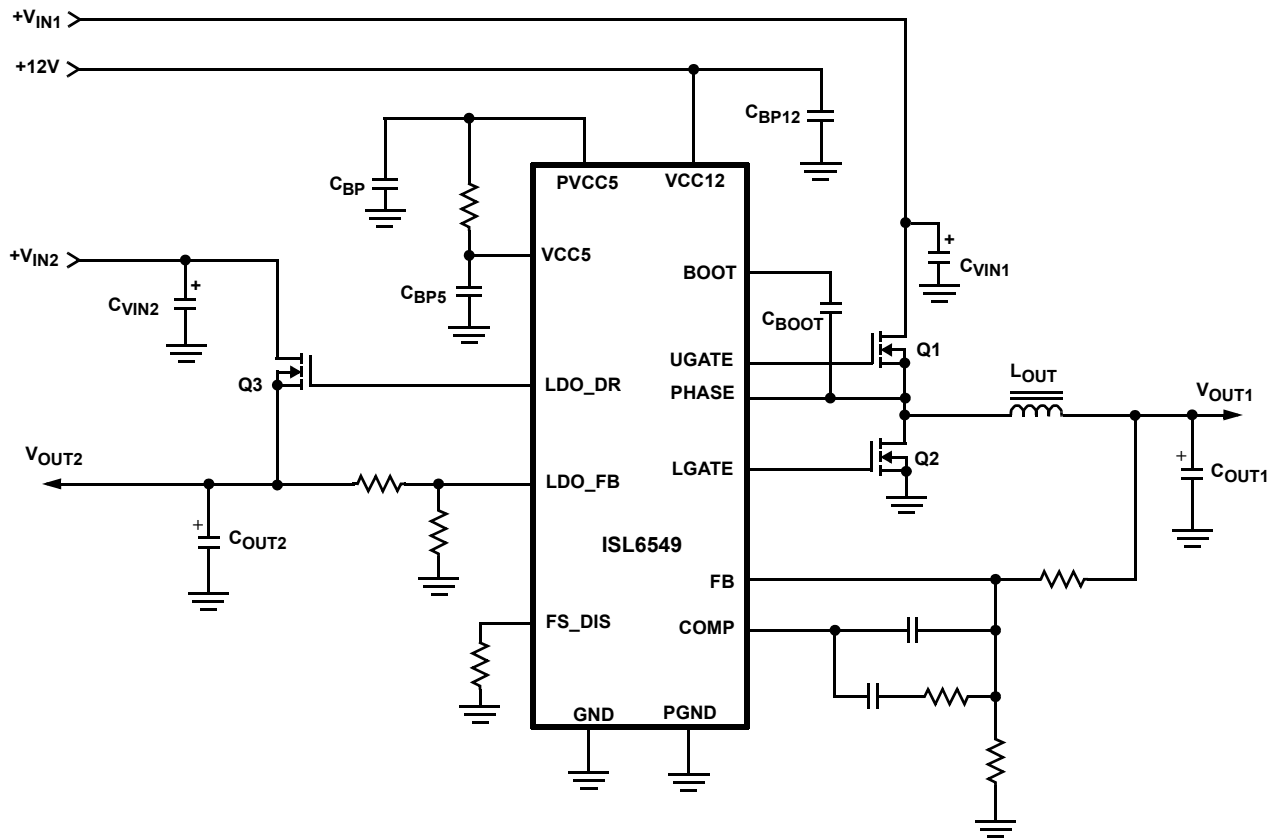 +VIN1
+12V
CBP12
CBP
PVCC5
VCC12
+VIN2
VCC5
BOOT
CVIN1
CVIN2
CBP5
CBOOT
UGATE
Q1
Q3
LDO_DR
PHASE
LOUT
VOUT1
VOUT2
LDO_FB
LGATE
Q2
COUT1
COUT2
ISL6549
FB
FS_DIS
COMP
GND
PGND